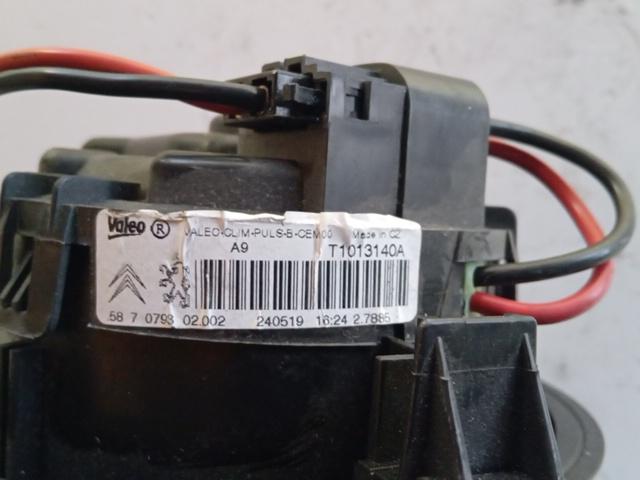 Valeo ® VALEO-CLIM-PULS-B-CEM00 Made in CZ
A9 T1013140A
58 7 0793 02.002 240519 16:24 2.7885